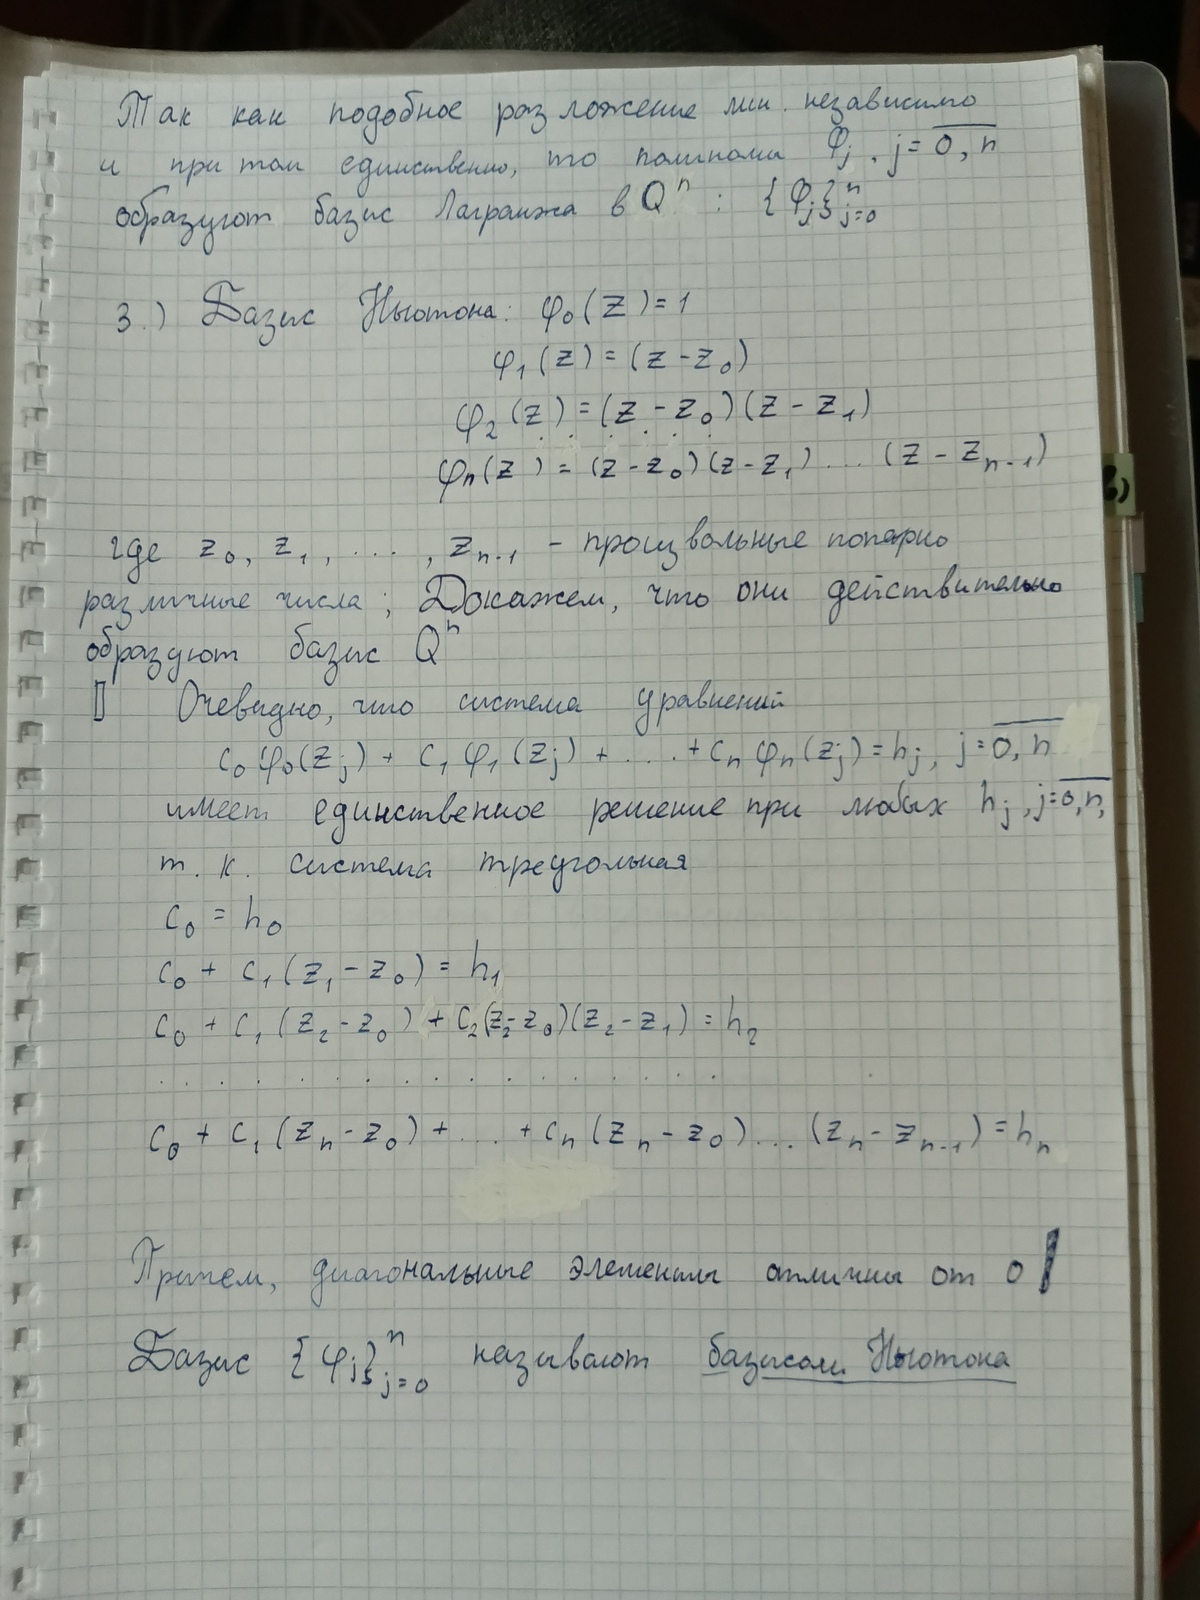 Так как подобное разложение лин. независимо
и при том единственно, то полиномы Φj, j = 0, n
образуют базис Лагранжа в Qⁿ : {Φj}ⁿj=0
3.) Базис Ньютона: φ₀(z) = 1
φ₁(z) = (z - z₀)
φ₂(z) = (z - z₀)(z - z₁)
. . . . . .
φn(z) = (z - z₀)(z - z₁) ... (z - zn-1)
где z₀, z₁, ..., zn-1 - произвольные попарно
различные числа; Докажем, что они действительно
образуют базис Qⁿ
▯ Очевидно, что система уравнений
c₀φ₀(zj) + c₁φ₁(zj) + .... + cnφn(zj) = hj, j = 0, n
имеет единственное решение при любых hj, j=0,n,
т. к. система треугольная
c₀ = h₀
c₀ + c₁(z₁ - z₀) = h₁
c₀ + c₁(z₂ - z₀) + c₂(z₂ - z₀)(z₂ - z₁) = h₂
. . . . . . . . . . . . . . . .
c₀ + c₁(zn - z₀) + ... + cn(zn - z₀)...(zn - zn-1) = hn
Причем, диагональные элементы отличны от 0 ▮
Базис {φj}ⁿj=0 называют базисом Ньютона